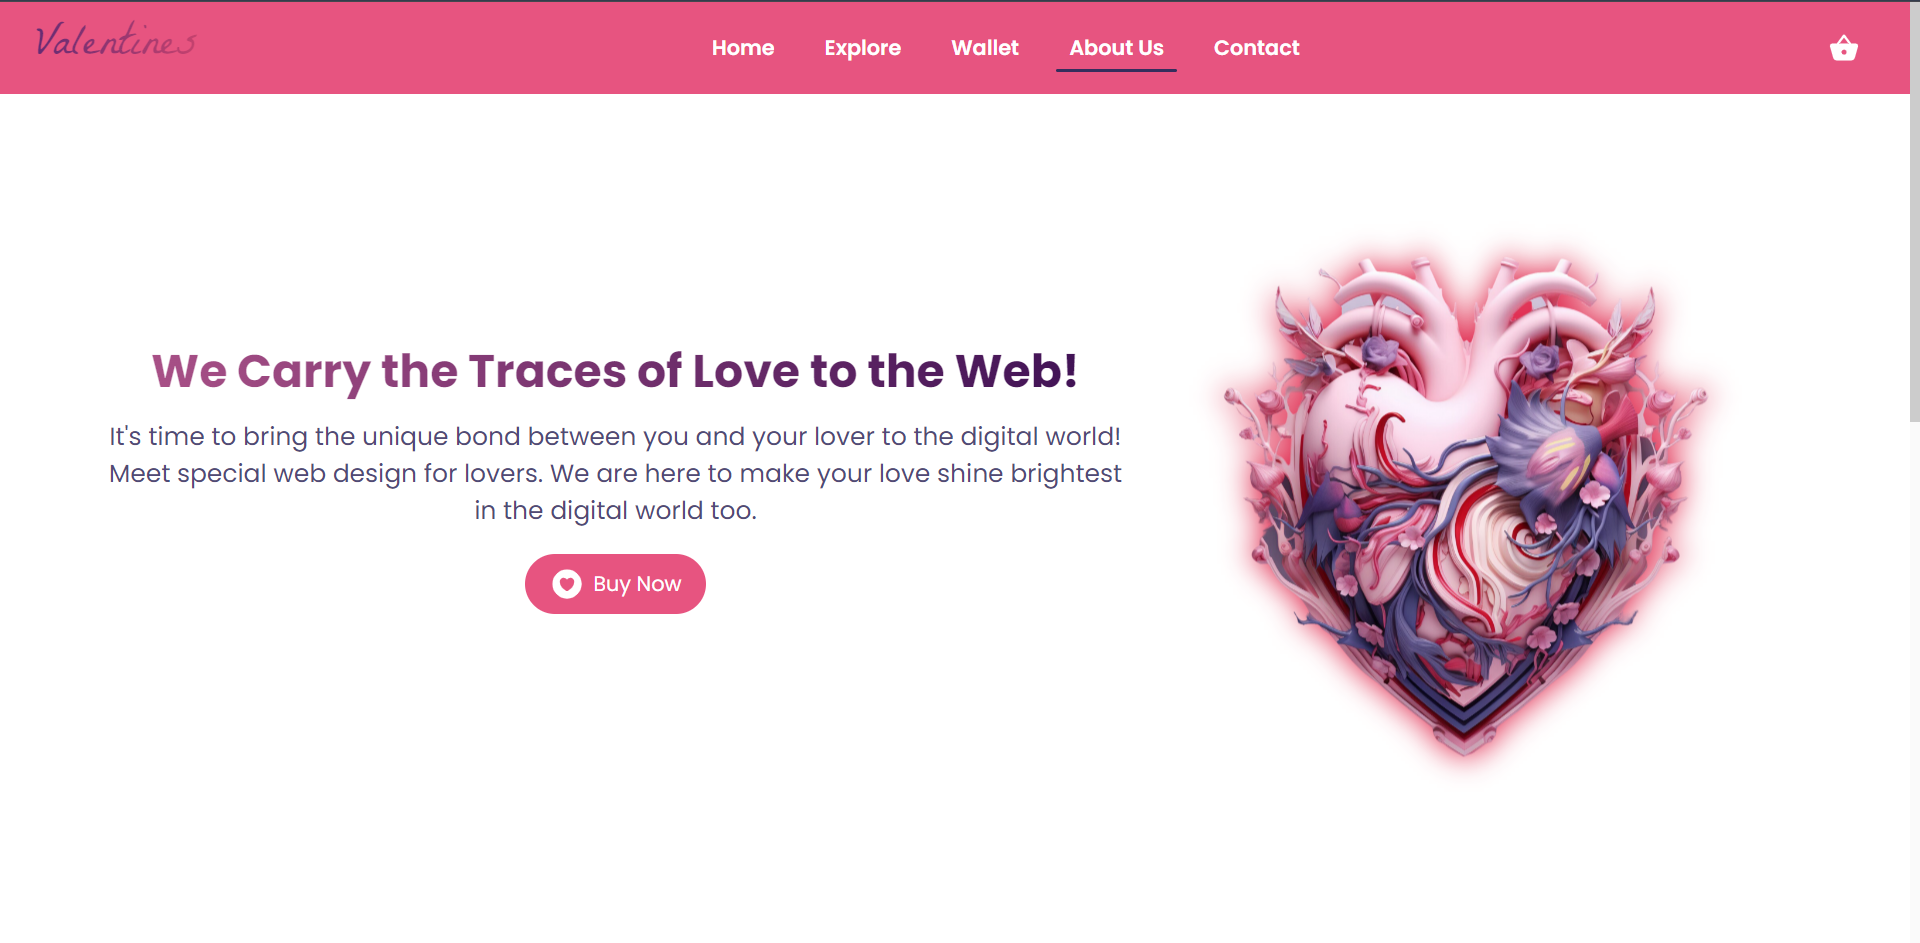 Valentines
Home Explore Wallet About Us Contact
We Carry the Traces of Love to the Web!
It's time to bring the unique bond between you and your lover to the digital world!
Meet special web design for lovers. We are here to make your love shine brightest
in the digital world too.
Buy Now